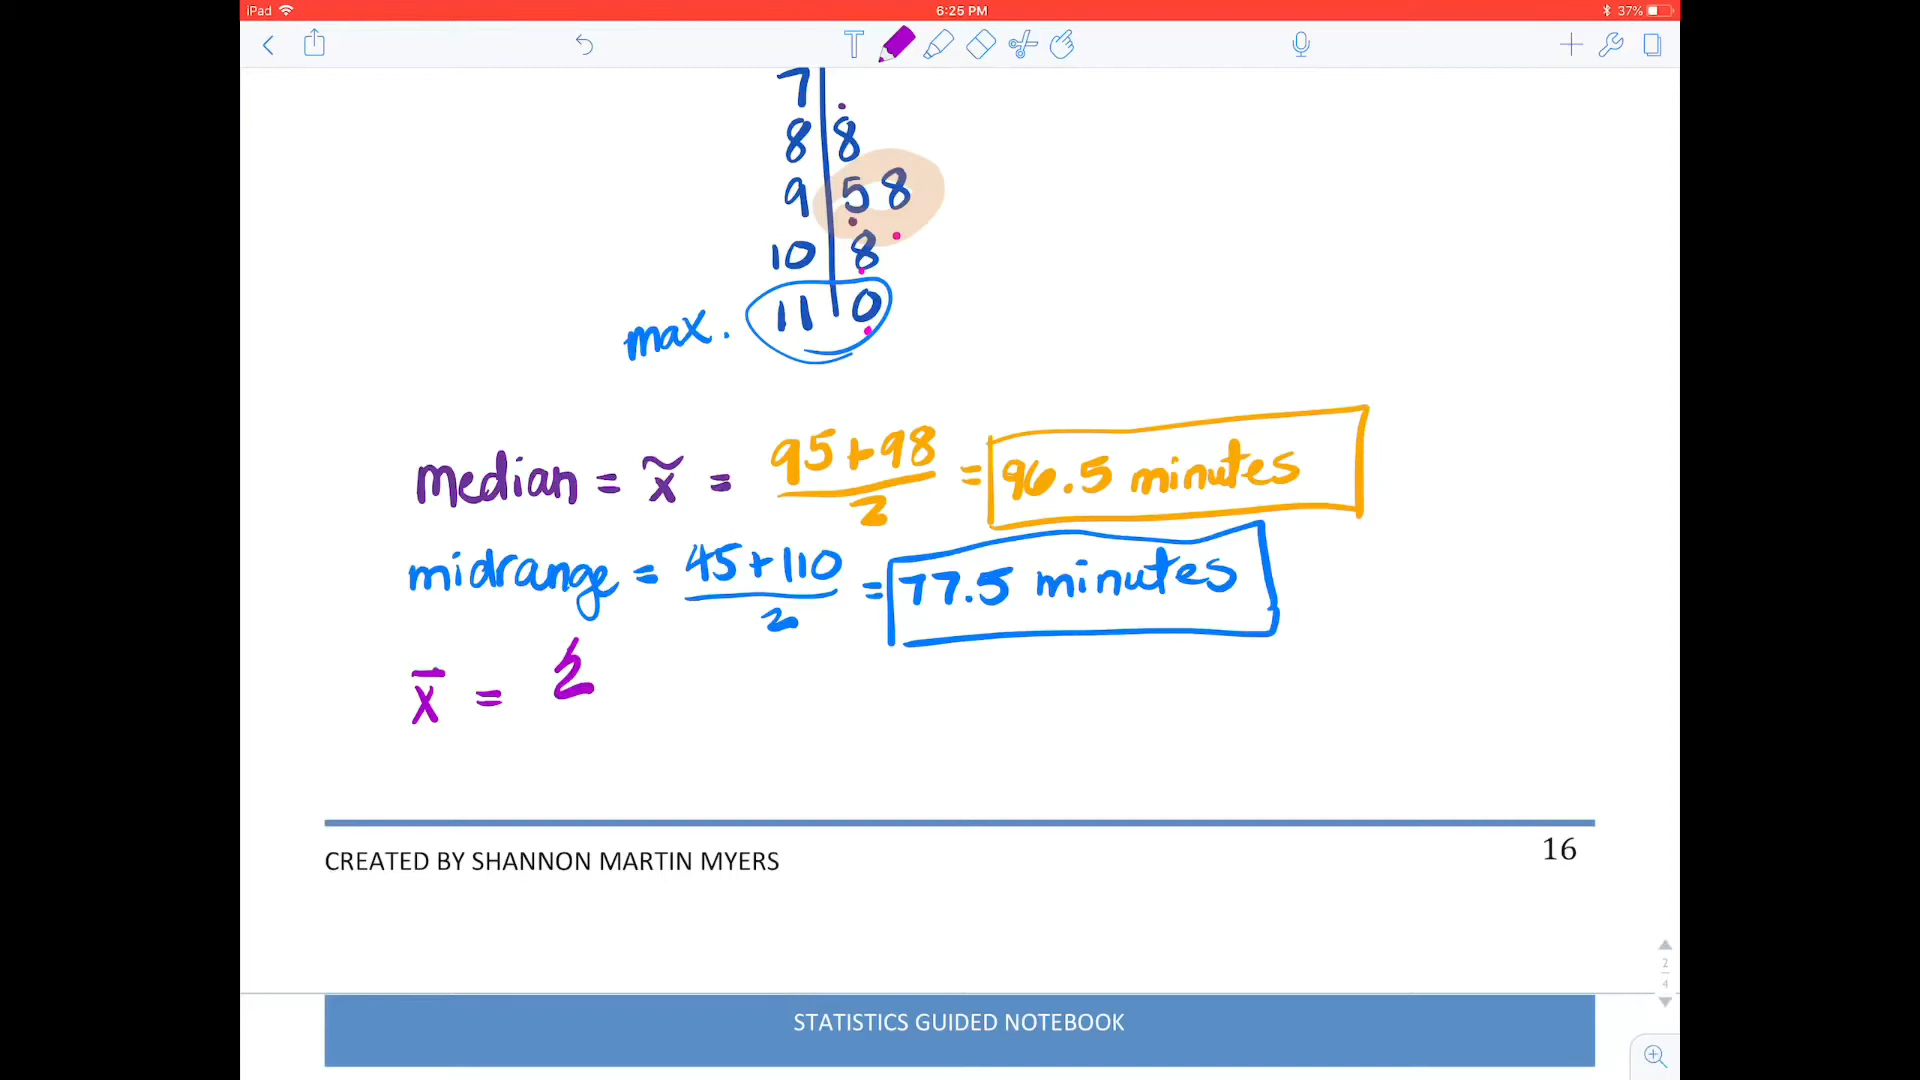 iPad 6:25 PM 37%
T
7
8 8
9 5 8
10 8
max. 11 0
median = x̃ = 95+98/2 = 96.5 minutes
midrange = 45+110/2 = 77.5 minutes
x̄ = Σ
CREATED BY SHANNON MARTIN MYERS 16
2
4
STATISTICS GUIDED NOTEBOOK